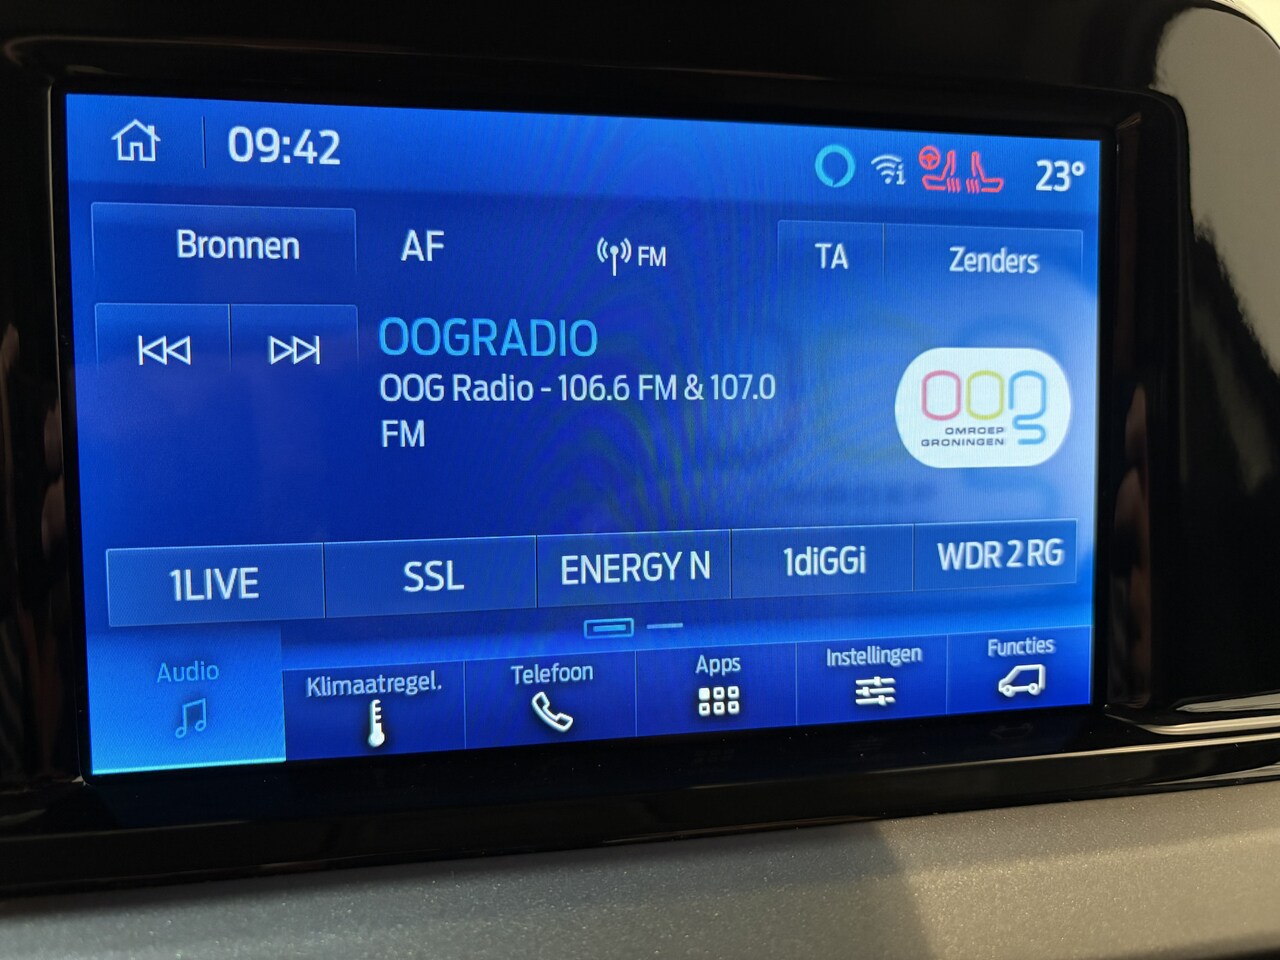 09:42
23°
Bronnen
AF
FM
TA
Zenders
OOGRADIO
OOG Radio - 106.6 FM & 107.0
FM
OOG
OMROEP
GRONINGEN
1LIVE
SSL
ENERGY N
1diGGi
WDR 2 RG
Audio
Klimaatregel.
Telefoon
Apps
Instellingen
Functies